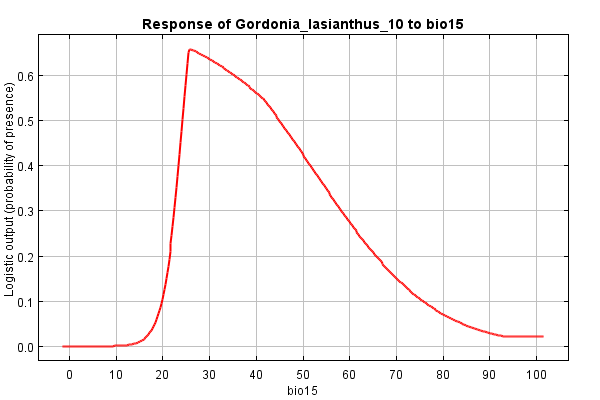 Response of Gordonia_lasianthus_10 to bio15
Logistic output (probability of presence)
0.6
0.5
0.4
0.3
0.2
0.1
0.0
0 10 20 30 40 50 60 70 80 90 100
bio15